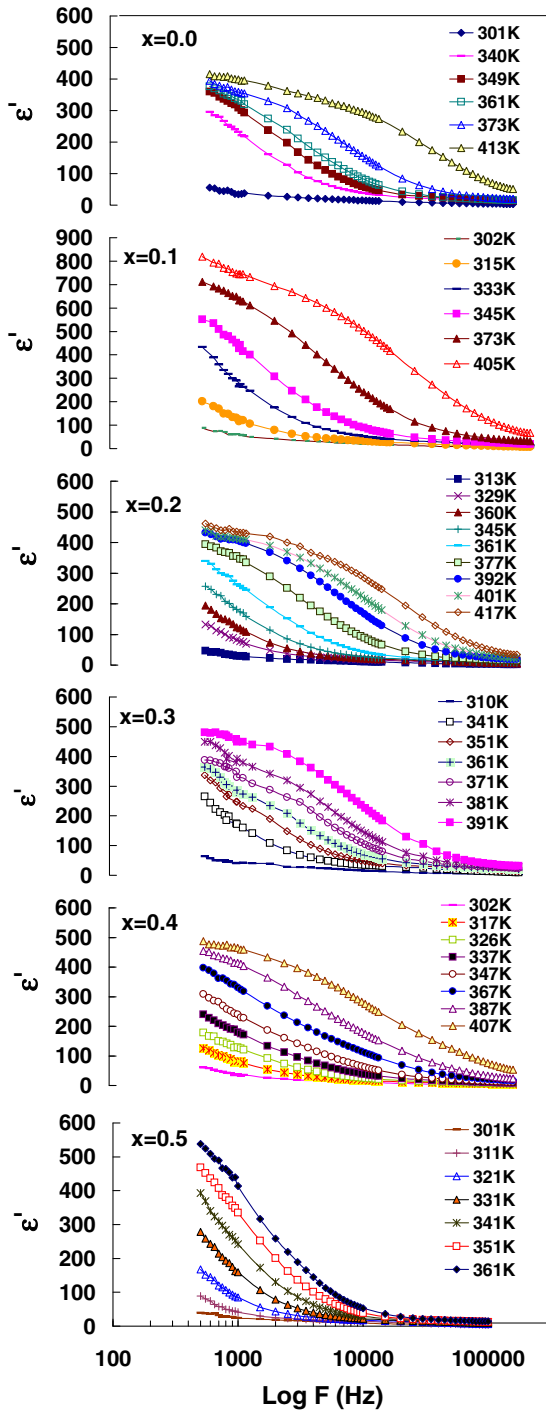 x=0.0
301K
340K
349K
361K
373K
413K
600
500
400
300
200
100
0
ε'
x=0.1
302K
315K
333K
345K
373K
405K
900
800
700
600
500
400
300
200
100
0
ε'
x=0.2
313K
329K
360K
345K
361K
377K
392K
401K
417K
600
500
400
300
200
100
0
ε'
x=0.3
310K
341K
351K
361K
371K
381K
391K
600
500
400
300
200
100
0
ε'
x=0.4
302K
317K
326K
337K
347K
367K
387K
407K
600
500
400
300
200
100
0
ε'
x=0.5
301K
311K
321K
331K
341K
351K
361K
600
500
400
300
200
100
0
ε'
100 1000 10000 100000
Log F (Hz)